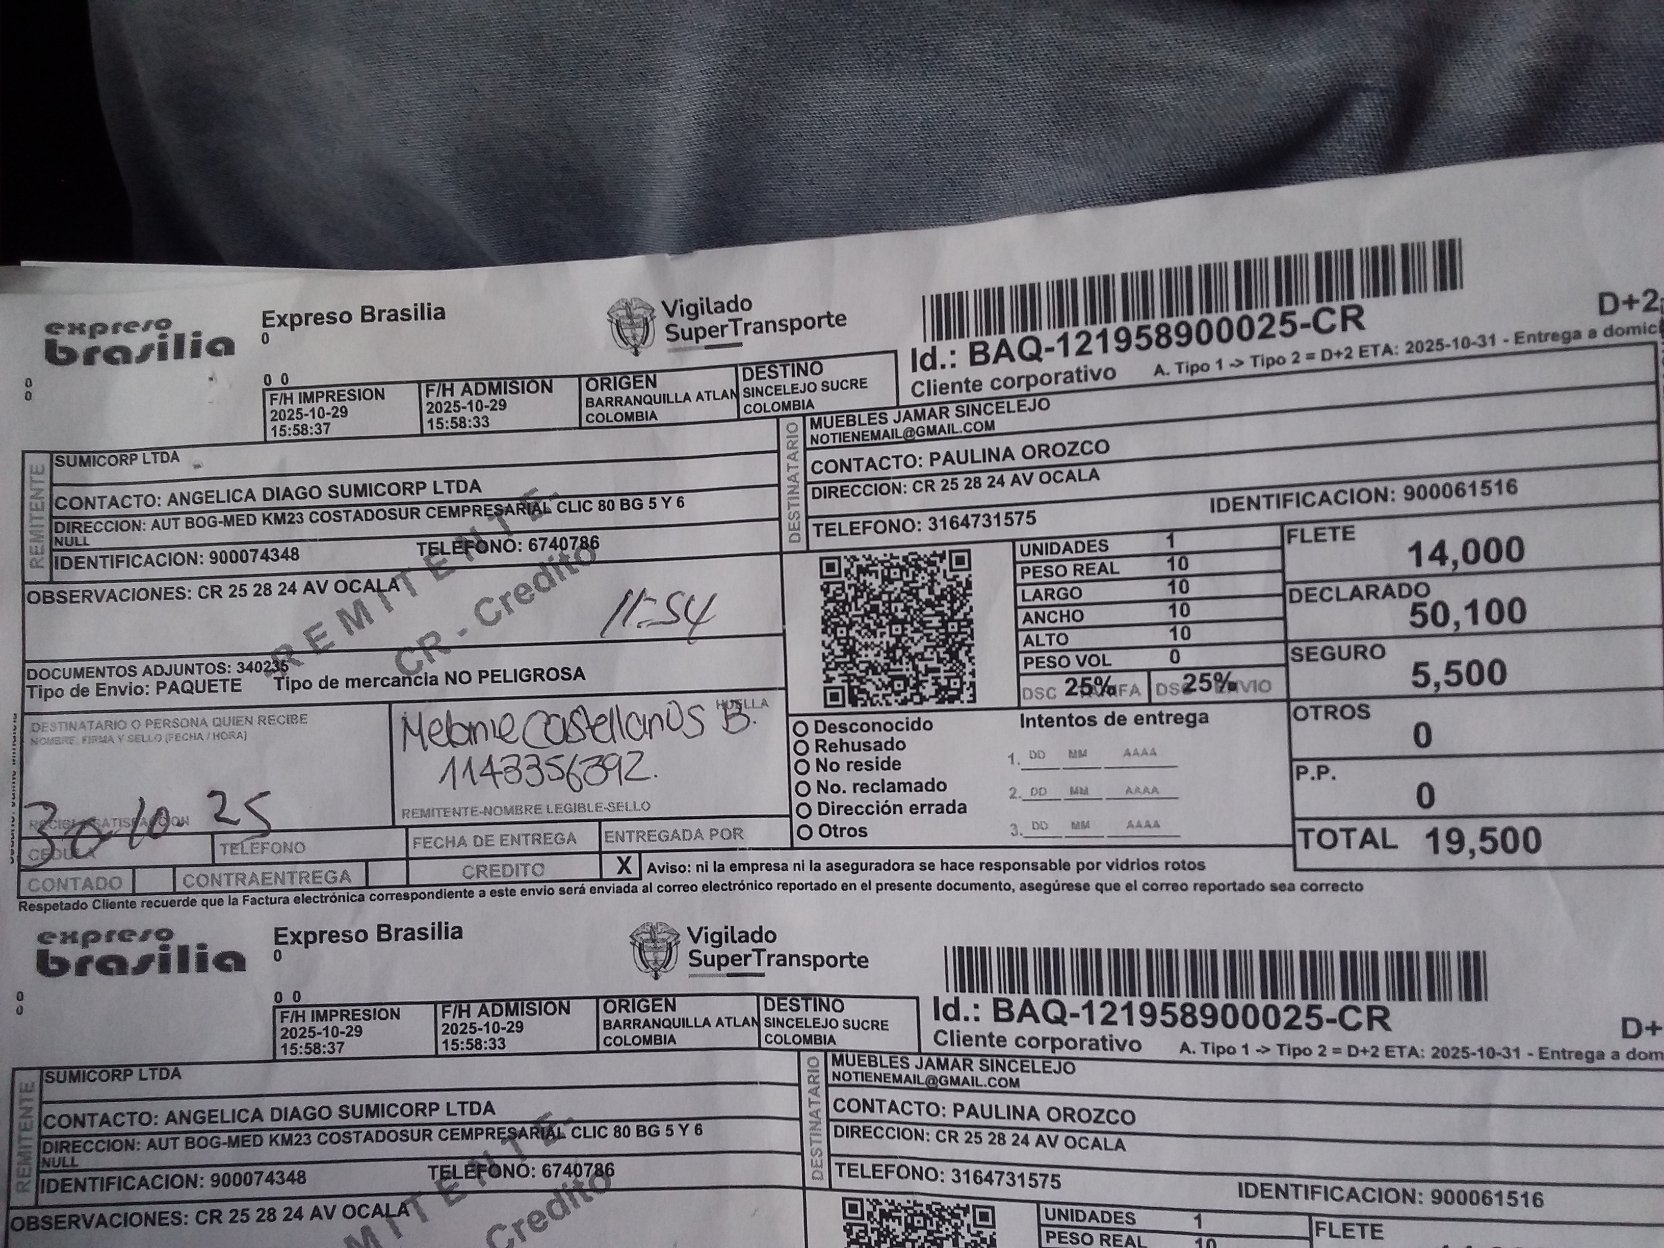 expreso
brasilia
Expreso Brasilia
0
Vigilado
SuperTransporte
Id.: BAQ-121958900025-CR
D+2
Cliente corporativo
A. Tipo 1 -> Tipo 2 = D+2 ETA: 2025-10-31 - Entrega a domic
0
0
0 0
F/H IMPRESION
2025-10-29
15:58:37
F/H ADMISION
2025-10-29
15:58:33
ORIGEN
BARRANQUILLA ATLAN
COLOMBIA
DESTINO
SINCELEJO SUCRE
COLOMBIA
REMITENTE
SUMICORP LTDA
CONTACTO: ANGELICA DIAGO SUMICORP LTDA
DIRECCION: AUT BOG-MED KM23 COSTADOSUR CEMPRESARIAL CLIC 80 BG 5 Y 6
NULL
IDENTIFICACION: 900074348
TELEFONO: 6740786
DESTINATARIO
MUEBLES JAMAR SINCELEJO
NOTIENEMAIL@GMAIL.COM
CONTACTO: PAULINA OROZCO
DIRECCION: CR 25 28 24 AV OCALA
TELEFONO: 3164731575
IDENTIFICACION: 900061516
OBSERVACIONES: CR 25 28 24 AV OCALA
REMITENTE
CR - Credito
11:54
DOCUMENTOS ADJUNTOS: 340235
Tipo de Envio: PAQUETE
Tipo de mercancia NO PELIGROSA
UNIDADES 1
PESO REAL 10
LARGO 10
ANCHO 10
ALTO 10
PESO VOL 0
DSC 25% TARIFA
DSC 25% ENVIO
FLETE 14,000
DECLARADO 50,100
SEGURO 5,500
OTROS 0
P.P. 0
TOTAL 19,500
DESTINATARIO O PERSONA QUIEN RECIBE
NOMBRE, FIRMA Y SELLO (FECHA / HORA)
30-10-25
RECIBI A SATISFACCION
CEDULA
TELEFONO
HUELLA
Melanie Castellanos B.
1143356392.
REMITENTE-NOMBRE LEGIBLE-SELLO
FECHA DE ENTREGA
ENTREGADA POR
Desconocido
Rehusado
No reside
No. reclamado
Dirección errada
Otros
Intentos de entrega
1. DD MM AAAA
2. DD MM AAAA
3. DD MM AAAA
CONTADO
CONTRAENTREGA
CREDITO
X
Aviso: ni la empresa ni la aseguradora se hace responsable por vidrios rotos
Respetado Cliente recuerde que la Factura electrónica correspondiente a este envio será enviada al correo electrónico reportado en el presente documento, asegúrese que el correo reportado sea correcto
expreso
brasilia
Expreso Brasilia
0
Vigilado
SuperTransporte
Id.: BAQ-121958900025-CR
D+
Cliente corporativo
A. Tipo 1 -> Tipo 2 = D+2 ETA: 2025-10-31 - Entrega a dom
0
0
0 0
F/H IMPRESION
2025-10-29
15:58:37
F/H ADMISION
2025-10-29
15:58:33
ORIGEN
BARRANQUILLA ATLAN
COLOMBIA
DESTINO
SINCELEJO SUCRE
COLOMBIA
REMITENTE
SUMICORP LTDA
CONTACTO: ANGELICA DIAGO SUMICORP LTDA
DIRECCION: AUT BOG-MED KM23 COSTADOSUR CEMPRESARIAL CLIC 80 BG 5 Y 6
NULL
IDENTIFICACION: 900074348
TELEFONO: 6740786
DESTINATARIO
MUEBLES JAMAR SINCELEJO
NOTIENEMAIL@GMAIL.COM
CONTACTO: PAULINA OROZCO
DIRECCION: CR 25 28 24 AV OCALA
TELEFONO: 3164731575
IDENTIFICACION: 900061516
OBSERVACIONES: CR 25 28 24 AV OCALA
MITENTE
Credito
UNIDADES 1
PESO REAL 10
FLETE